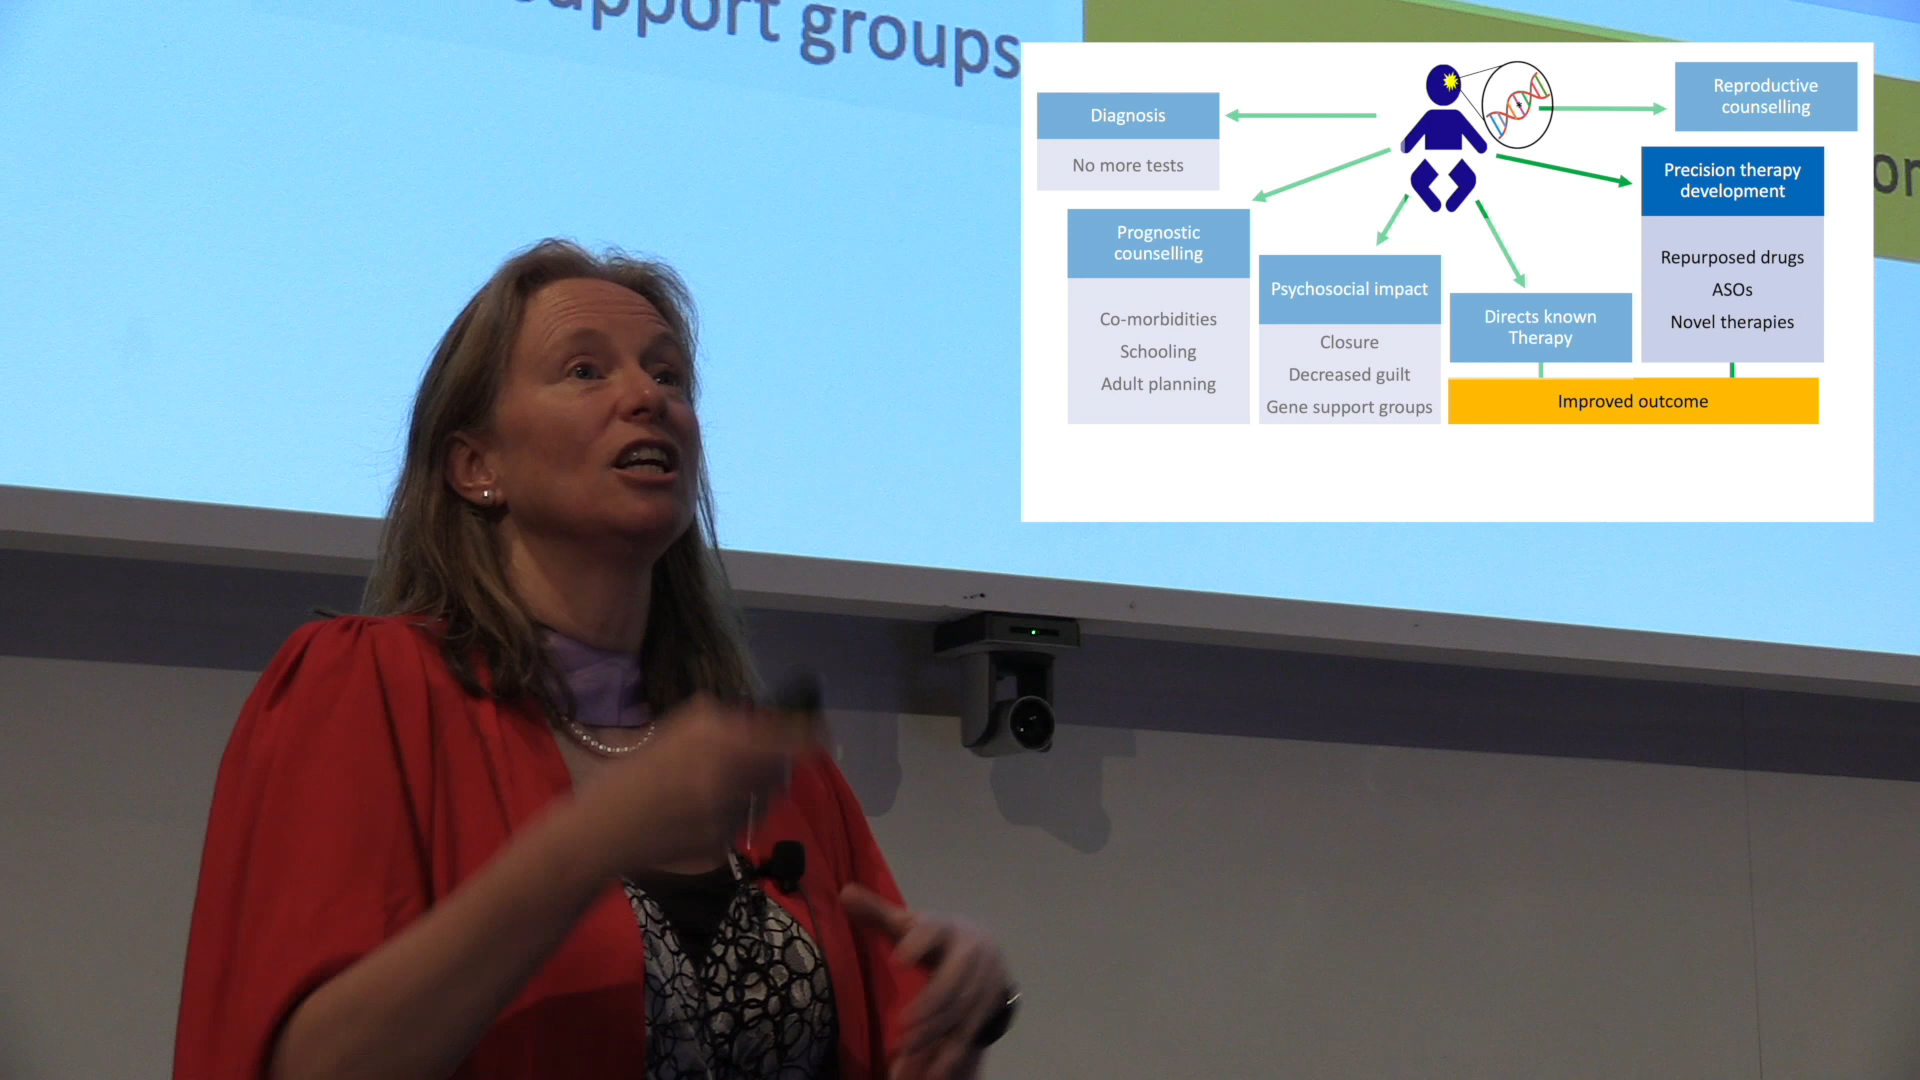 support groups
Diagnosis
No more tests
Prognostic
counselling
Co-morbidities
Schooling
Adult planning
Psychosocial impact
Closure
Decreased guilt
Gene support groups
Directs known
Therapy
Reproductive
counselling
Precision therapy
development
Repurposed drugs
ASOs
Novel therapies
Improved outcome